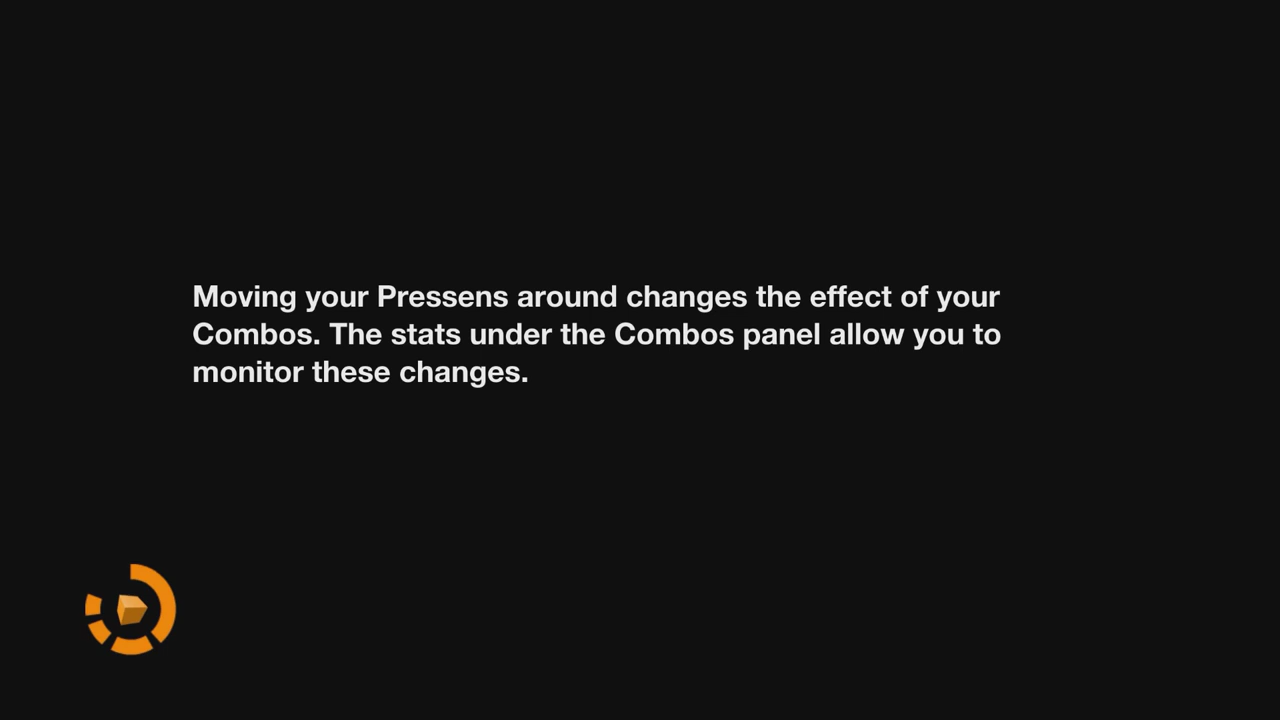 Moving your Pressens around changes the effect of your
Combos. The stats under the Combos panel allow you to
monitor these changes.